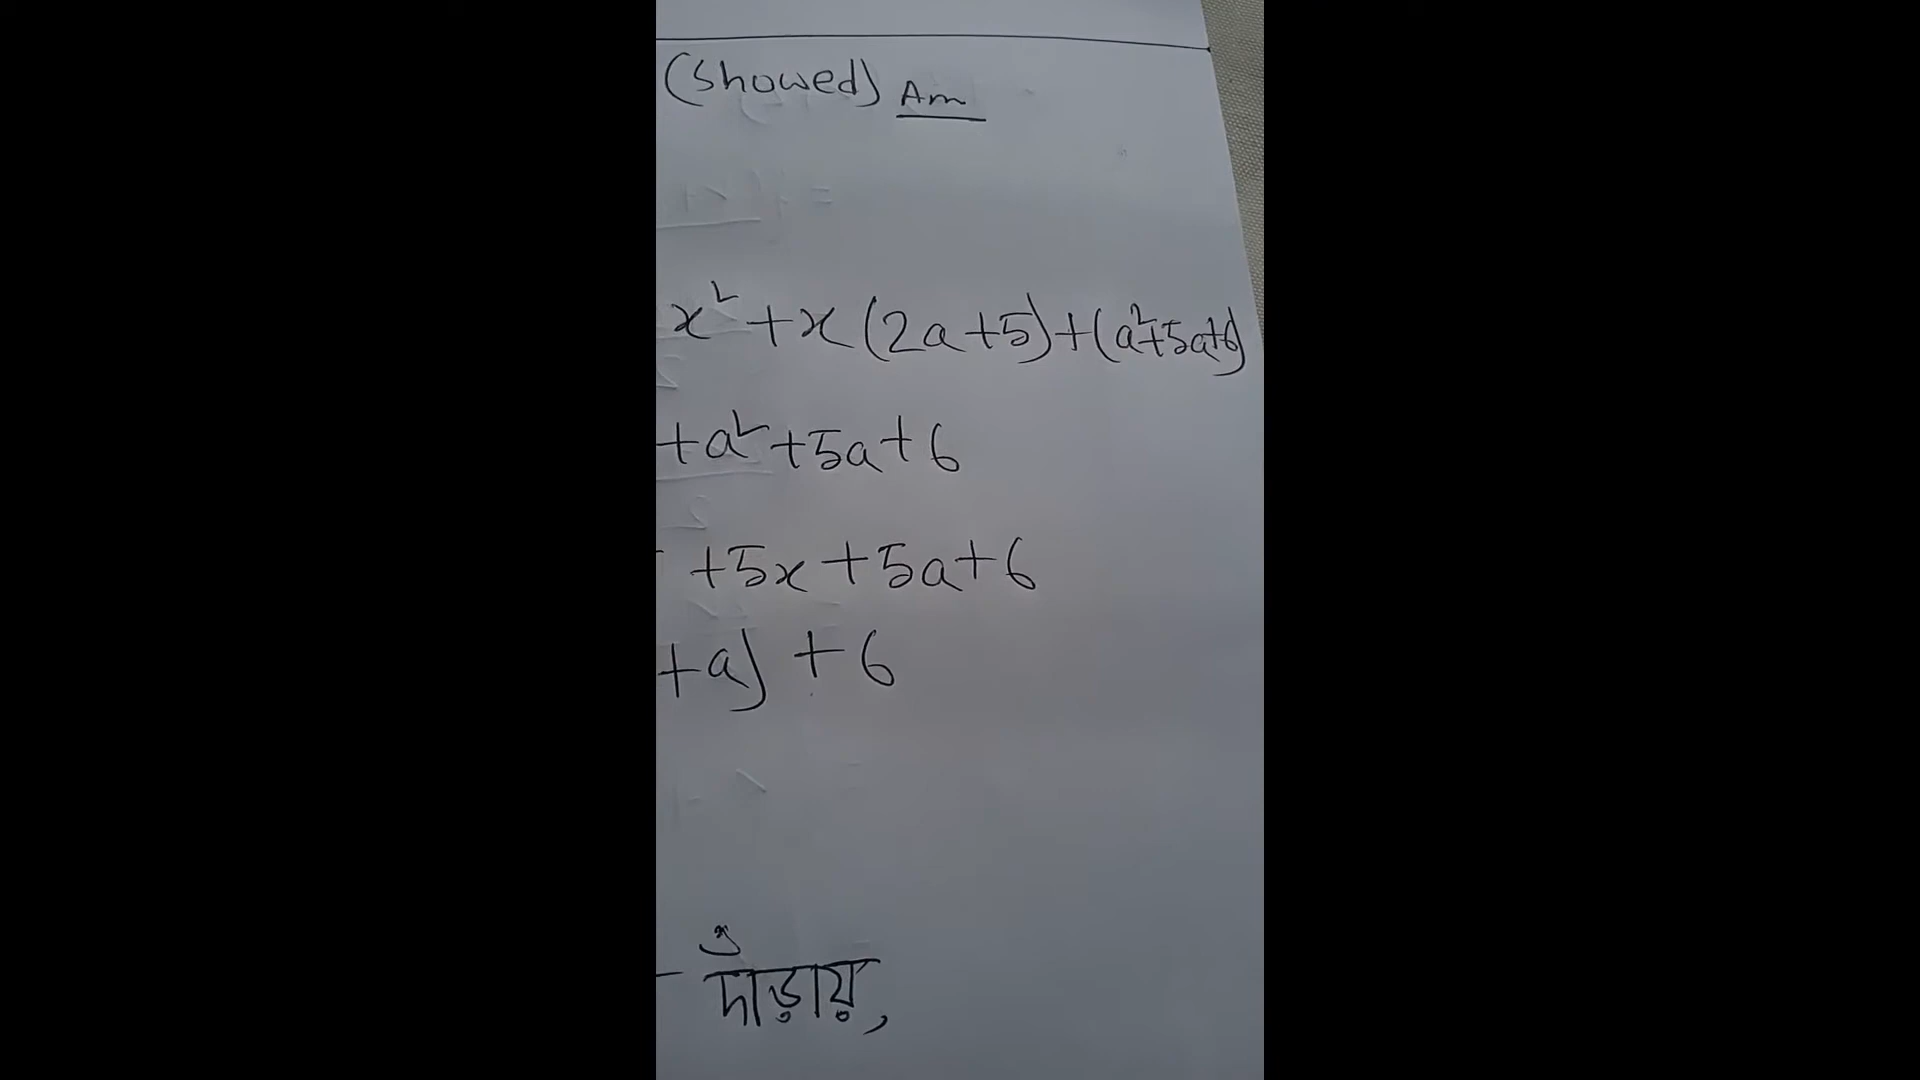 (Showed) Am
x² + x (2a+5) + (a²+5a+6)
+a² +5a+6
+5x+5a+6
+a) +6
দাঁড়ায়,